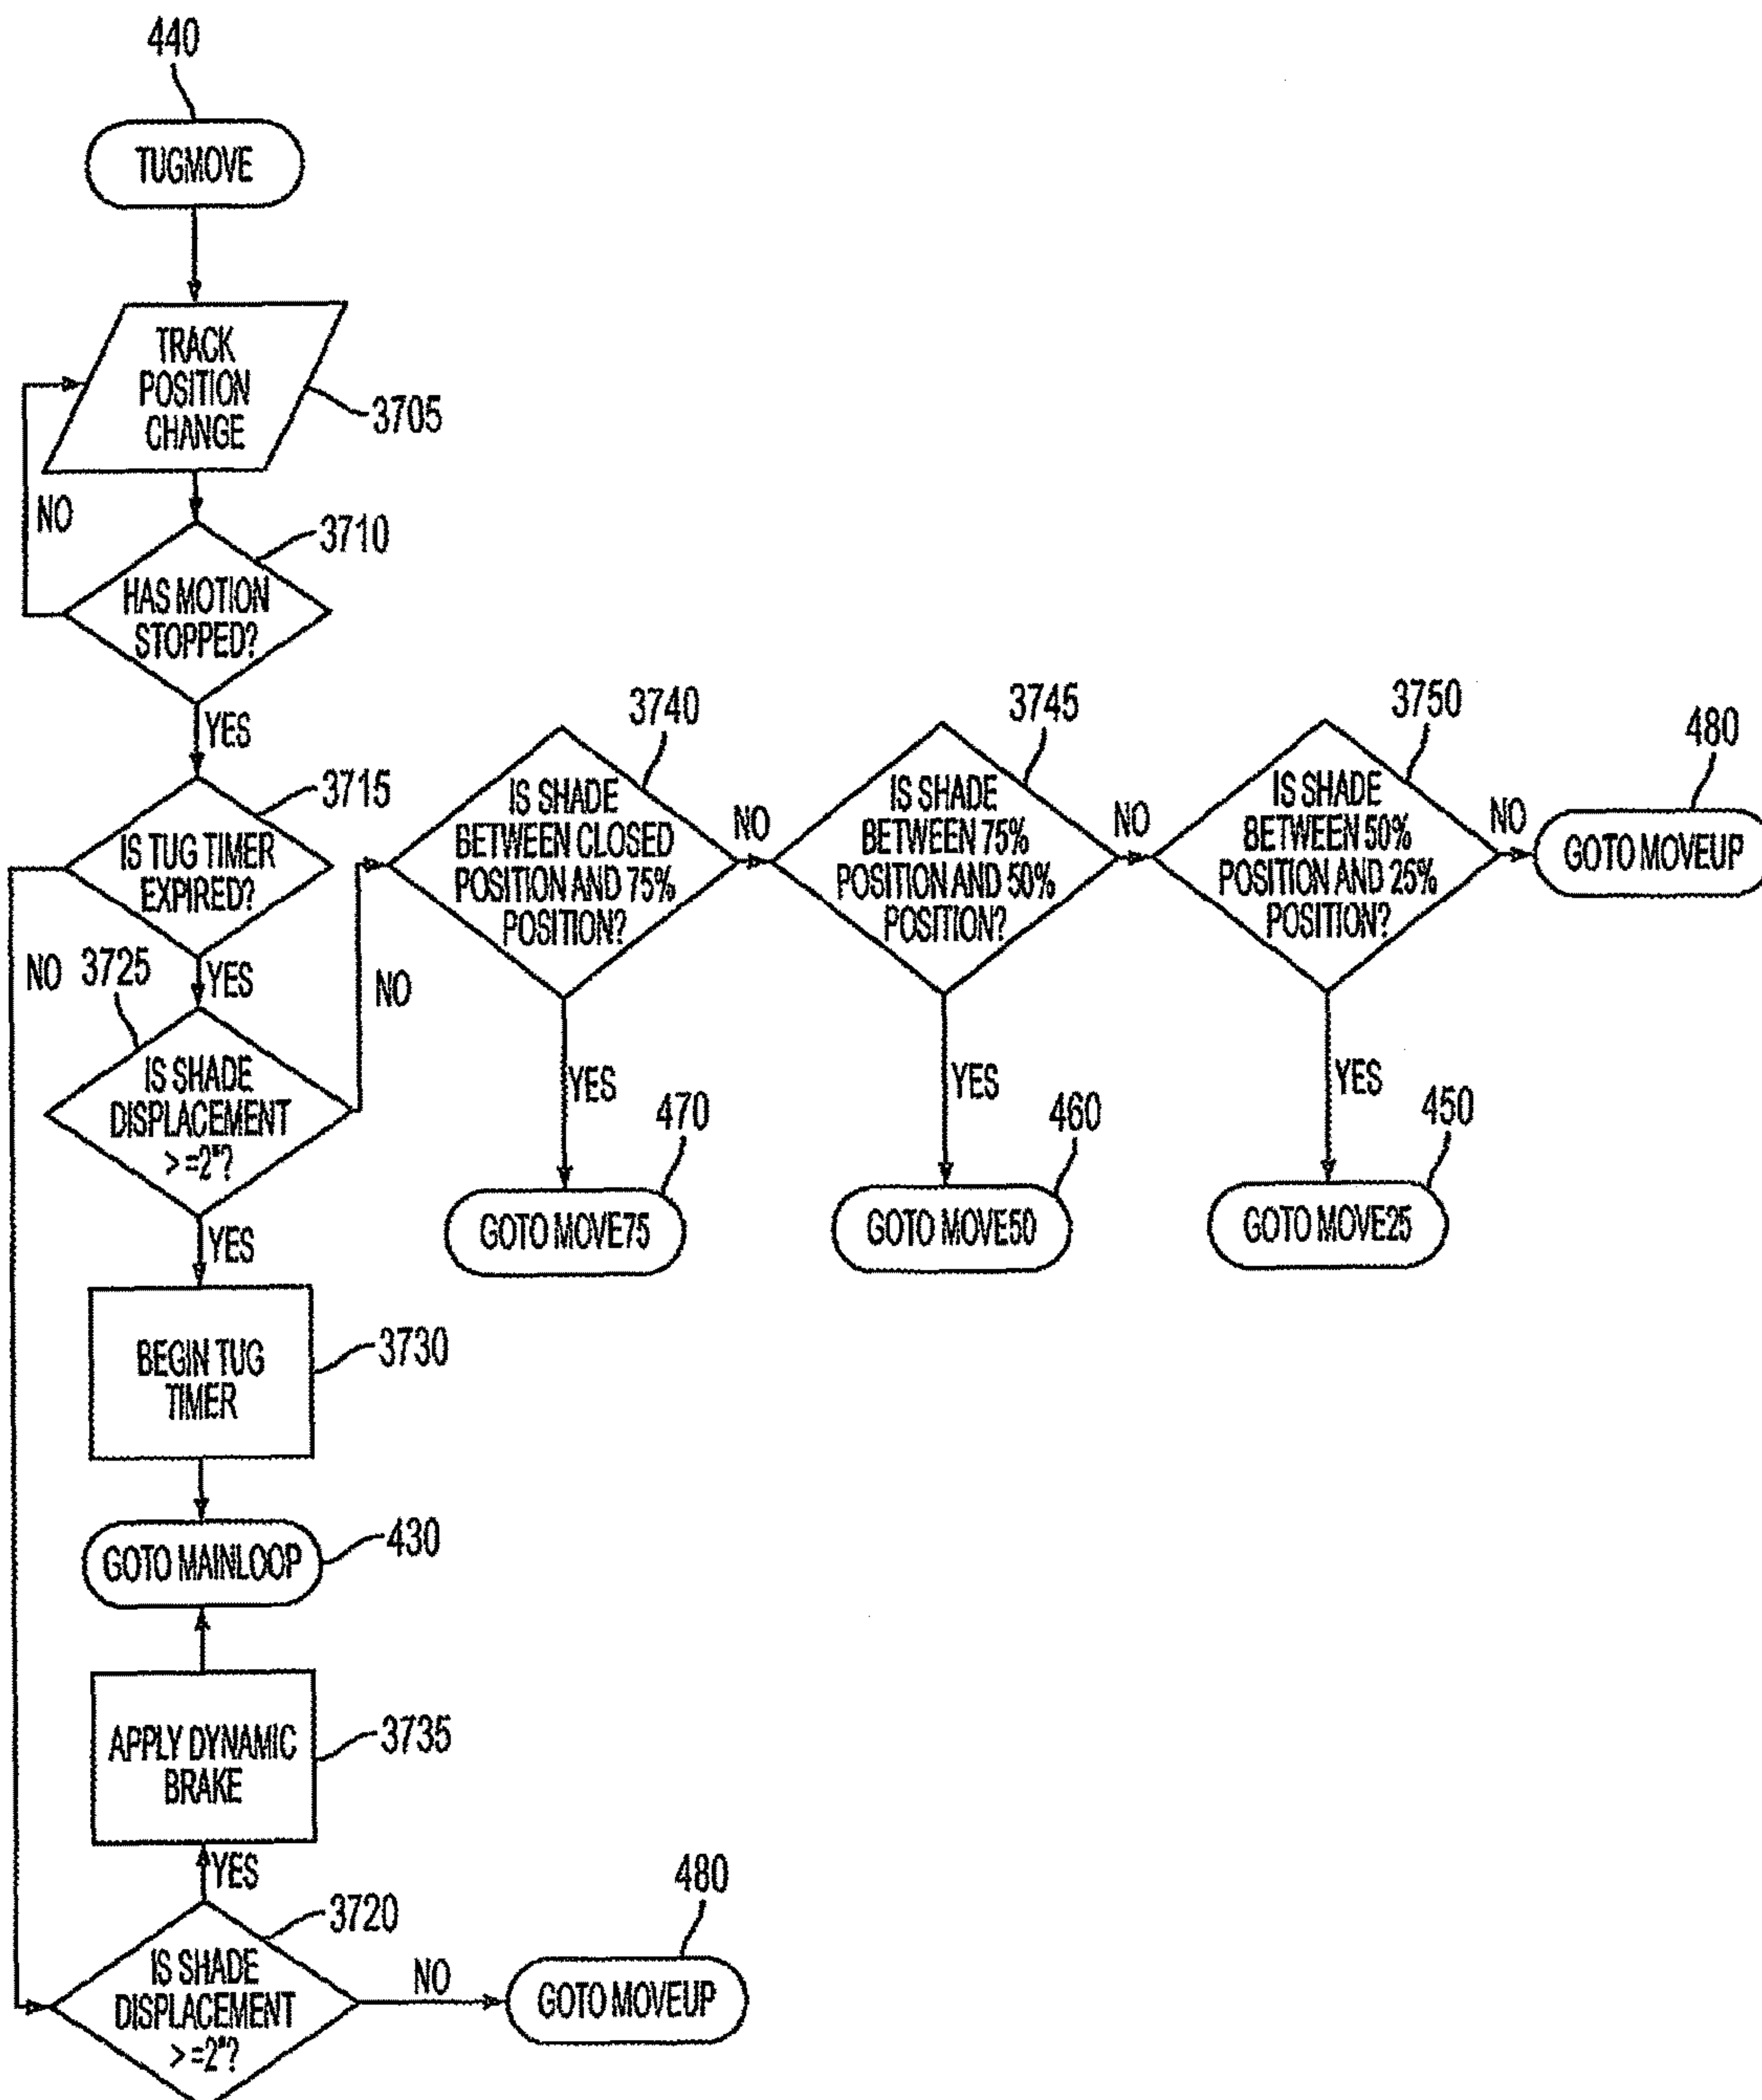 440
TUGMOVE
TRACK
POSITION
CHANGE
3705
NO
3710
HAS MOTION
STOPPED?
YES
3715
IS TUG TIMER
EXPIRED?
NO
3725
YES
IS SHADE
DISPLACEMENT
>=2"?
NO
3740
IS SHADE
BETWEEN CLOSED
POSITION AND 75%
POSITION?
NO
3745
IS SHADE
BETWEEN 75%
POSITION AND 50%
POSITION?
NO
3750
IS SHADE
BETWEEN 50%
POSITION AND 25%
POSITION?
NO
480
GOTO MOVEUP
YES
470
GOTO MOVE75
YES
460
GOTO MOVE50
YES
450
GOTO MOVE25
YES
BEGIN TUG
TIMER
3730
GOTO MAINLOOP
430
APPLY DYNAMIC
BRAKE
3735
YES
3720
IS SHADE
DISPLACEMENT
>=2"?
NO
480
GOTO MOVEUP